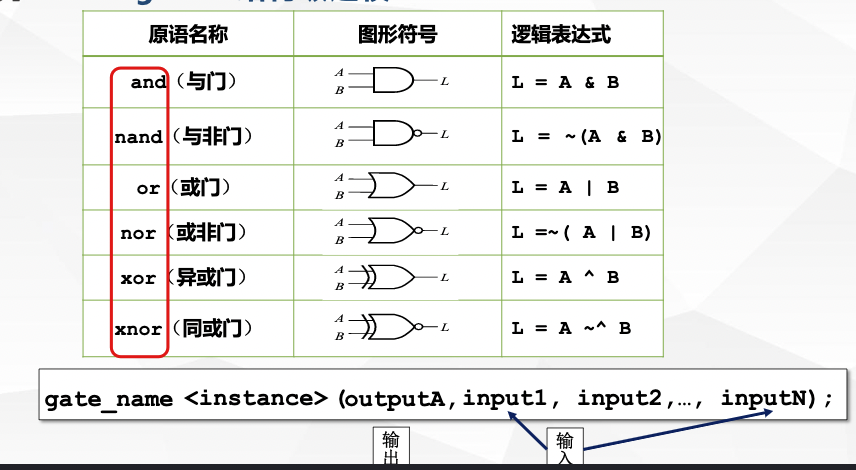 原语名称 图形符号 逻辑表达式
and（与门） A B L L = A & B
nand（与非门） A B L L = ~(A & B)
or（或门） A B L L = A | B
nor（或非门） A B L L =~( A | B)
xor（异或门） A B L L = A ^ B
xnor（同或门） A B L L = A ~^ B
gate_name <instance> (outputA,input1, input2,…, inputN);
输出 输入